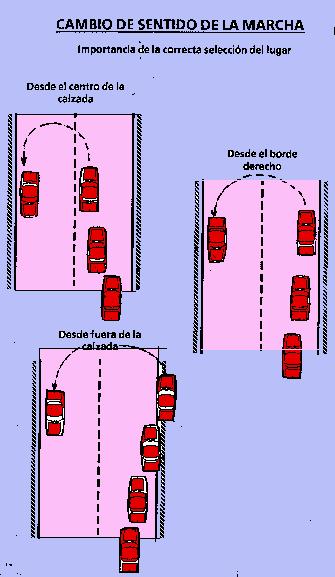 CAMBIO DE SENTIDO DE LA MARCHA
Importancia de la correcta selección del lugar
Desde el centro de la
calzada
Desde el borde
derecho
Desde fuera de la
calzada